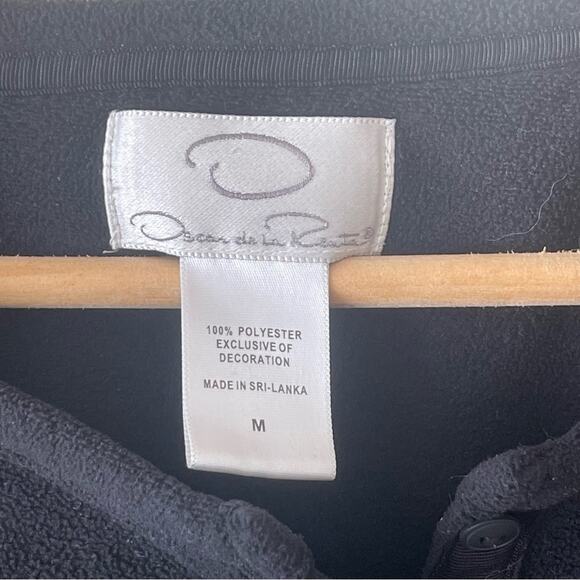 Oscar de la Renta®
100% POLYESTER
EXCLUSIVE OF
DECORATION
MADE IN SRI-LANKA
M